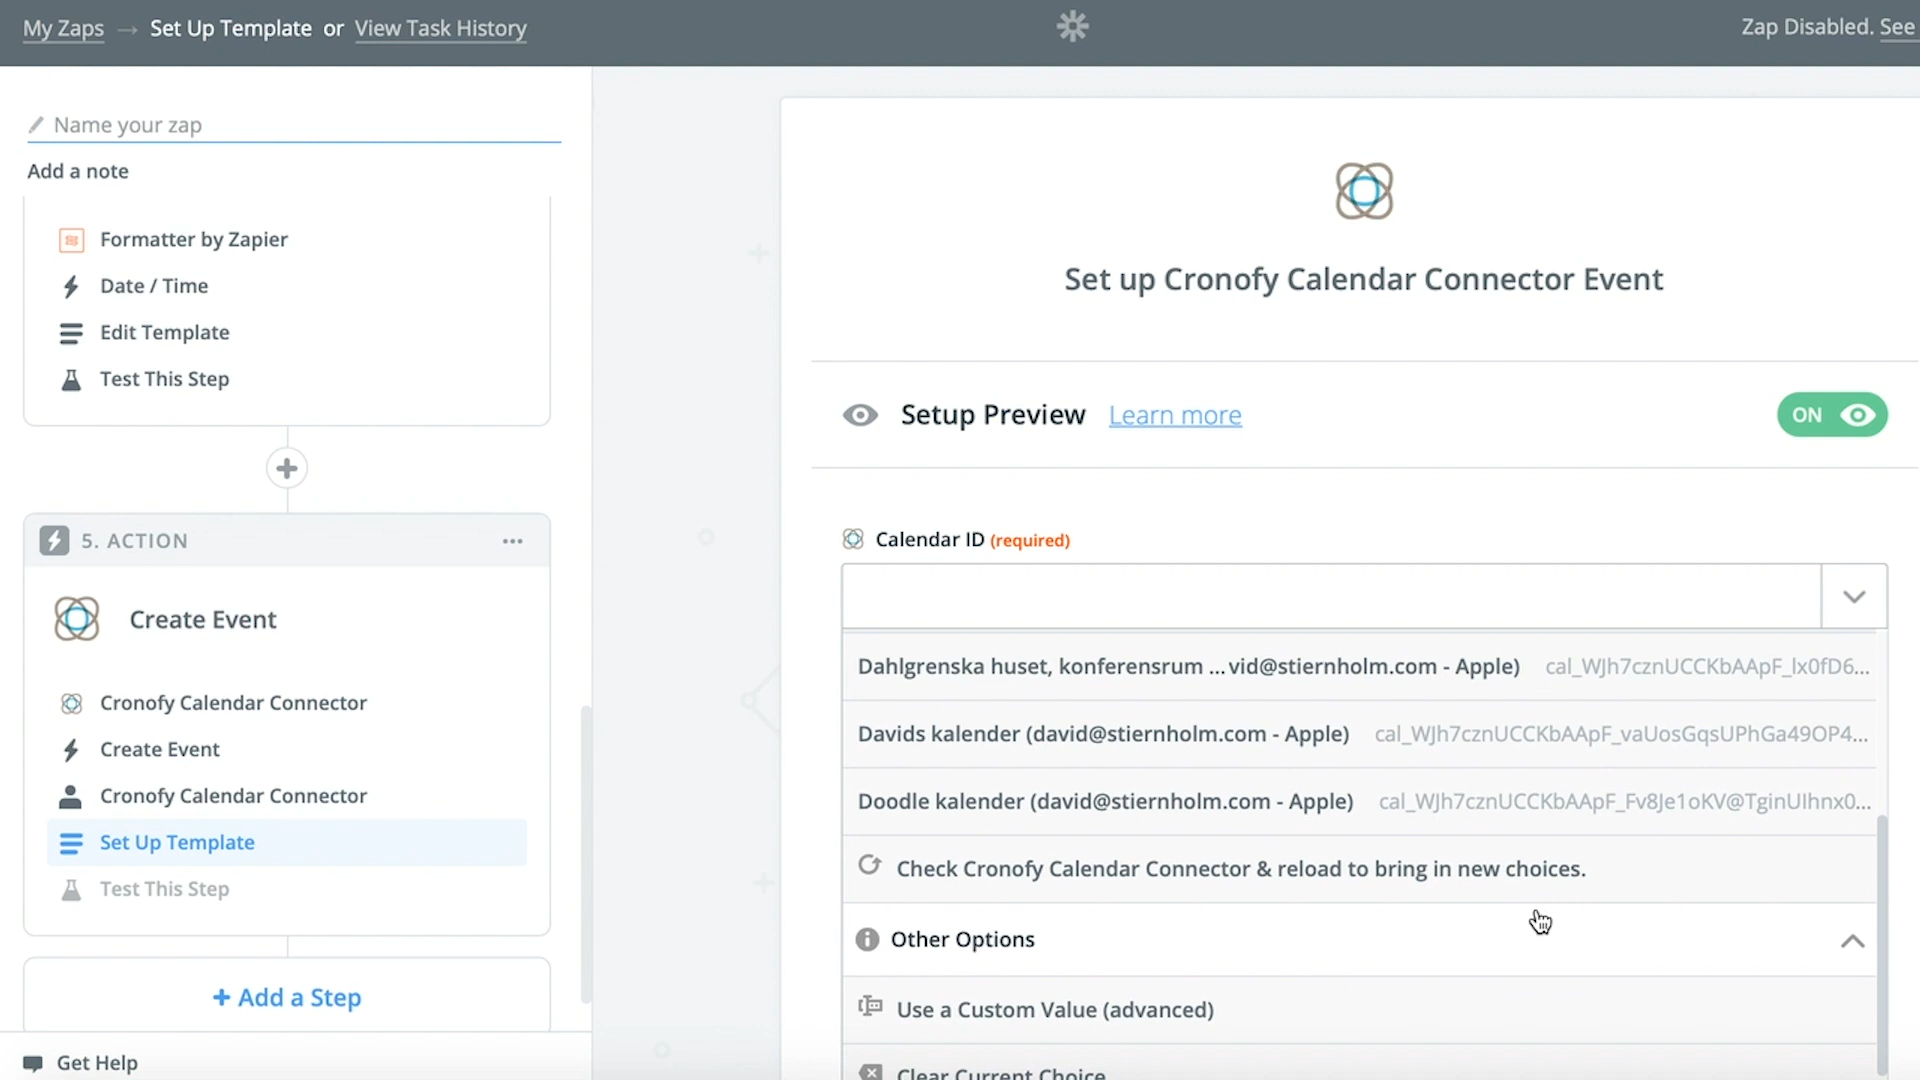 My Zaps → Set Up Template or View Task History
Zap Disabled. See
Name your zap
Add a note
Formatter by Zapier
Date / Time
Edit Template
Test This Step
5. ACTION
Create Event
Cronofy Calendar Connector
Create Event
Cronofy Calendar Connector
Set Up Template
Test This Step
+ Add a Step
Get Help
Set up Cronofy Calendar Connector Event
Setup Preview Learn more
ON
Calendar ID (required)
Dahlgrenska huset, konferensrum ...vid@stiernholm.com - Apple) cal_WJh7cznUCCKbAApF_lx0fD6...
Davids kalender (david@stiernholm.com - Apple) cal_WJh7cznUCCKbAApF_vaUosGqsUPhGa49OP4...
Doodle kalender (david@stiernholm.com - Apple) cal_WJh7cznUCCKbAApF_Fv8Je1oKV@TginUIhnx0...
Check Cronofy Calendar Connector & reload to bring in new choices.
Other Options
Use a Custom Value (advanced)
Clear Current Choice